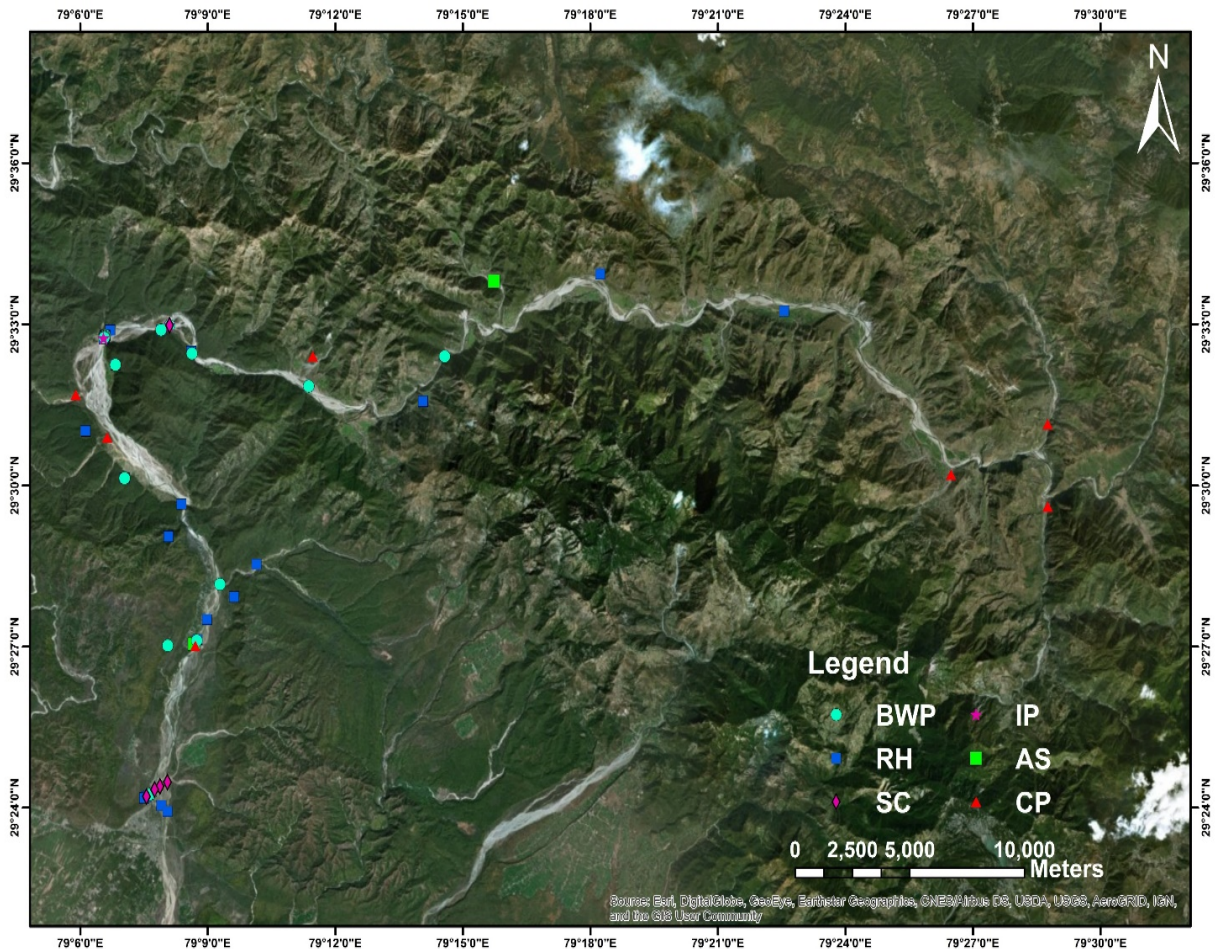 79°6'0"E 79°9'0"E 79°12'0"E 79°15'0"E 79°18'0"E 79°21'0"E 79°24'0"E 79°27'0"E 79°30'0"E
N
29°36'0"N 29°36'0"N
29°33'0"N 29°33'0"N
29°30'0"N 29°30'0"N
29°27'0"N 29°27'0"N
Legend
BWP IP
RH AS
SC CP
29°24'0"N 29°24'0"N
0 2,500 5,000 10,000
Meters
Source: Esri, DigitalGlobe, GeoEye, Earthstar Geographics, CNES/Airbus DS, USDA, USGS, AeroGRID, IGN,
and the GIS User Community
79°6'0"E 79°9'0"E 79°12'0"E 79°15'0"E 79°18'0"E 79°21'0"E 79°24'0"E 79°27'0"E 79°30'0"E